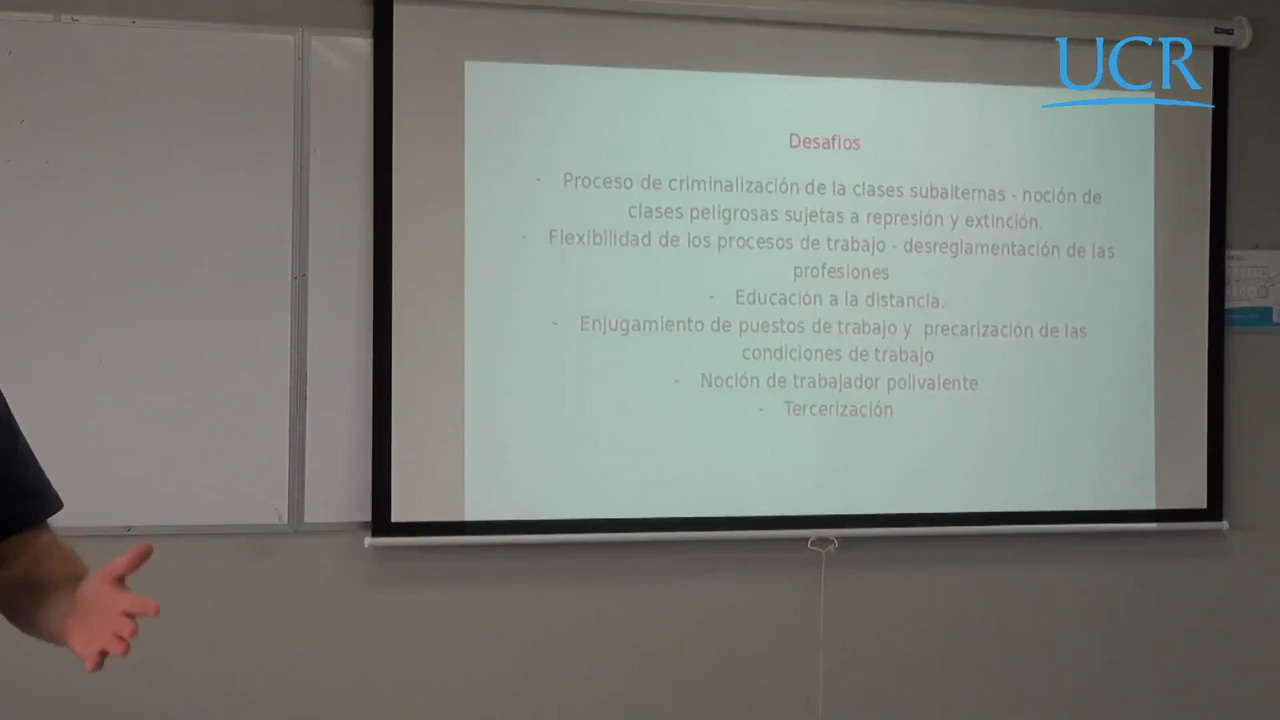 UCR
Desafios
- Proceso de criminalización de la clases subalternas - noción de
clases peligrosas sujetas a represión y extinción.
- Flexibilidad de los procesos de trabajo - desreglamentación de las
profesiones
- Educación a la distancia.
- Enjugamiento de puestos de trabajo y precarización de las
condiciones de trabajo
- Noción de trabajador polivalente
- Tercerización